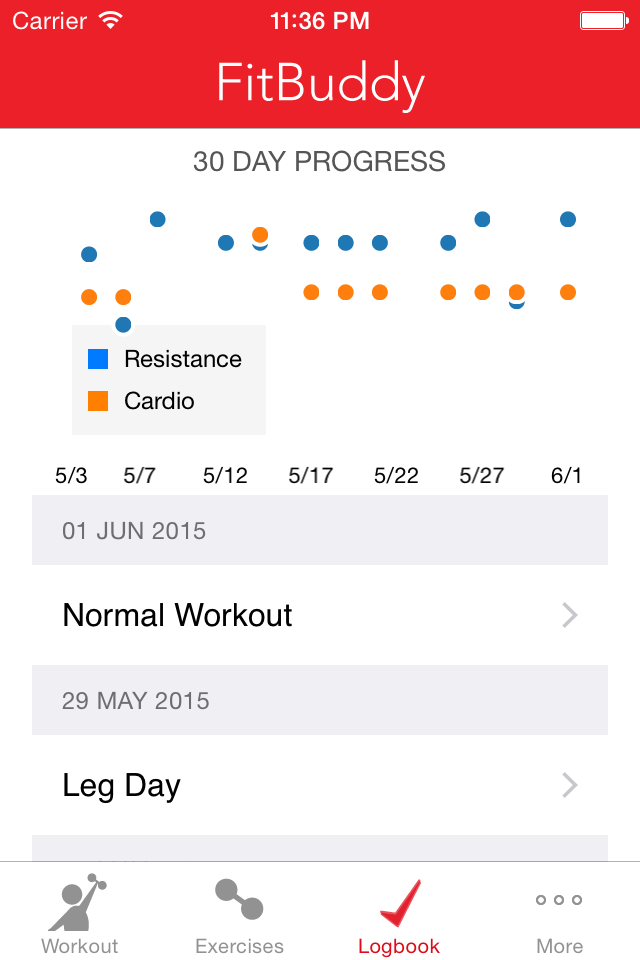 Carrier 11:36 PM
FitBuddy
30 DAY PROGRESS
Resistance
Cardio
5/3 5/7 5/12 5/17 5/22 5/27 6/1
01 JUN 2015
Normal Workout
29 MAY 2015
Leg Day
Workout Exercises Logbook More